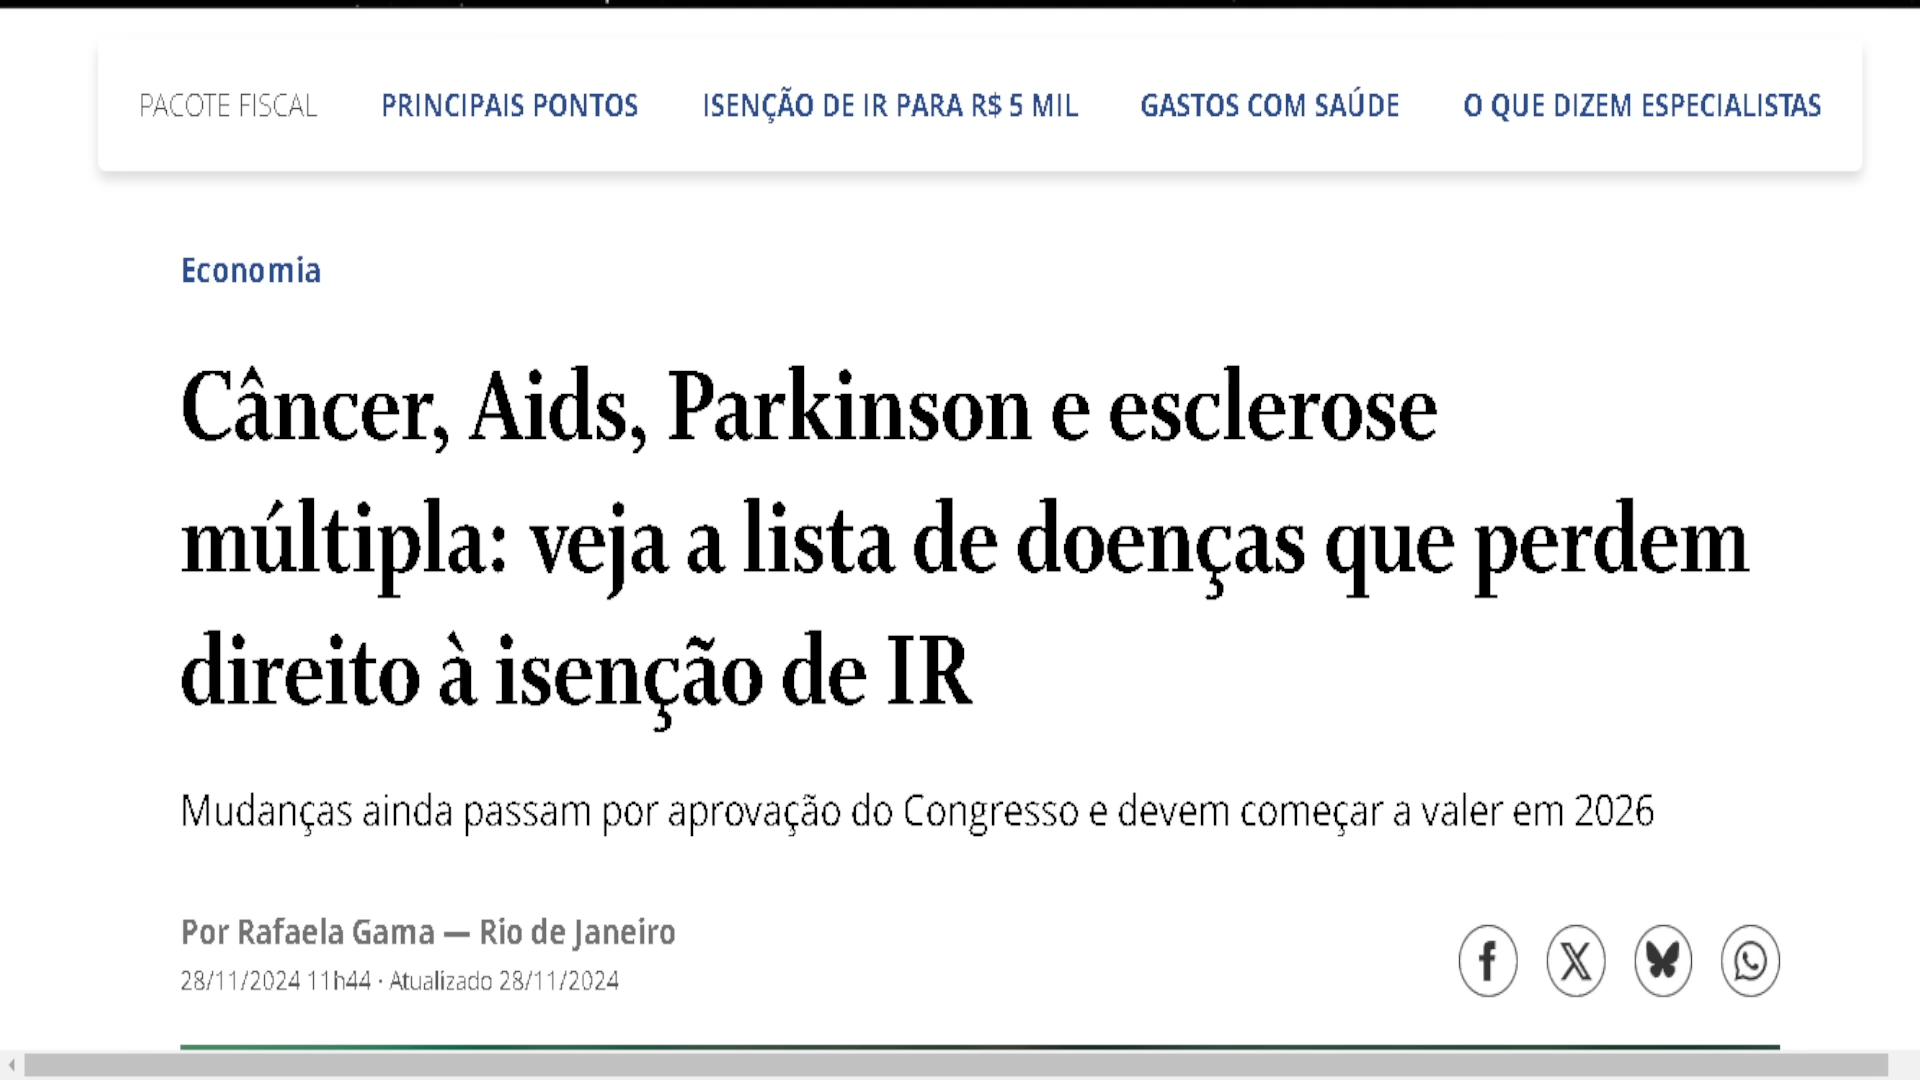 PACOTE FISCAL PRINCIPAIS PONTOS ISENÇÃO DE IR PARA R$ 5 MIL GASTOS COM SAÚDE O QUE DIZEM ESPECIALISTAS
Economia
Câncer, Aids, Parkinson e esclerose
múltipla: veja a lista de doenças que perdem
direito à isenção de IR
Mudanças ainda passam por aprovação do Congresso e devem começar a valer em 2026
Por Rafaela Gama — Rio de Janeiro
28/11/2024 11h44 · Atualizado 28/11/2024